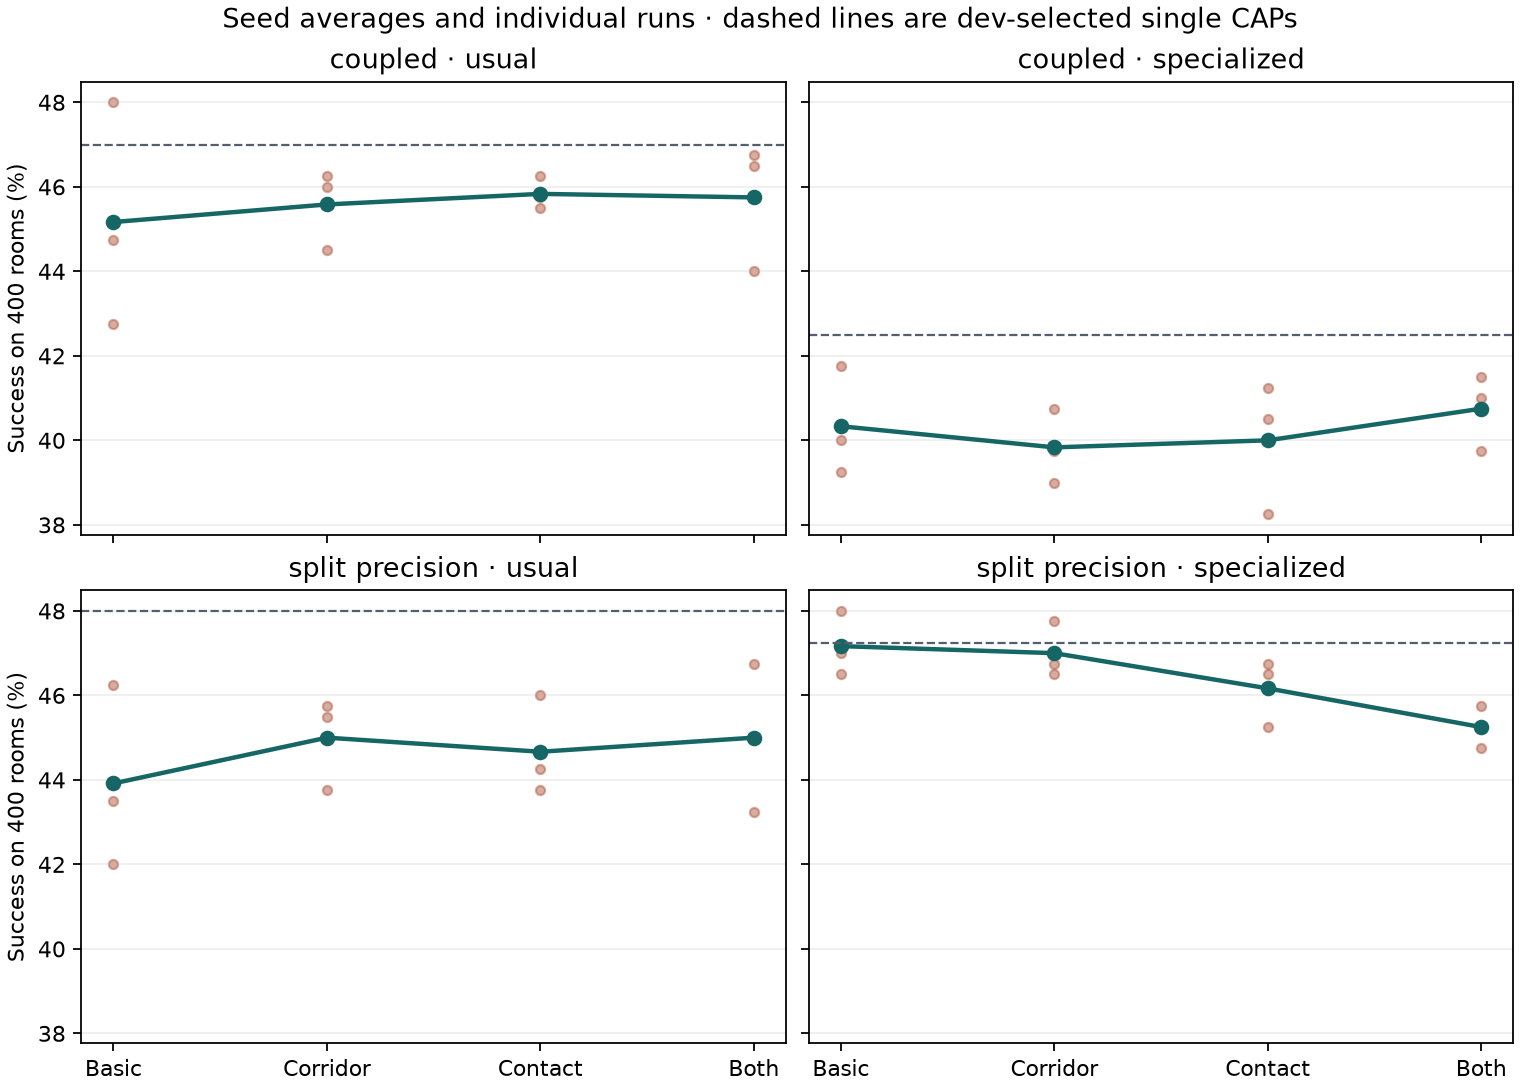 Seed averages and individual runs · dashed lines are dev-selected single CAPs
coupled · usual
coupled · specialized
Success on 400 rooms (%)
48
46
44
42
40
38
split precision · usual
split precision · specialized
Success on 400 rooms (%)
48
46
44
42
40
38
Basic
Corridor
Contact
Both
Basic
Corridor
Contact
Both